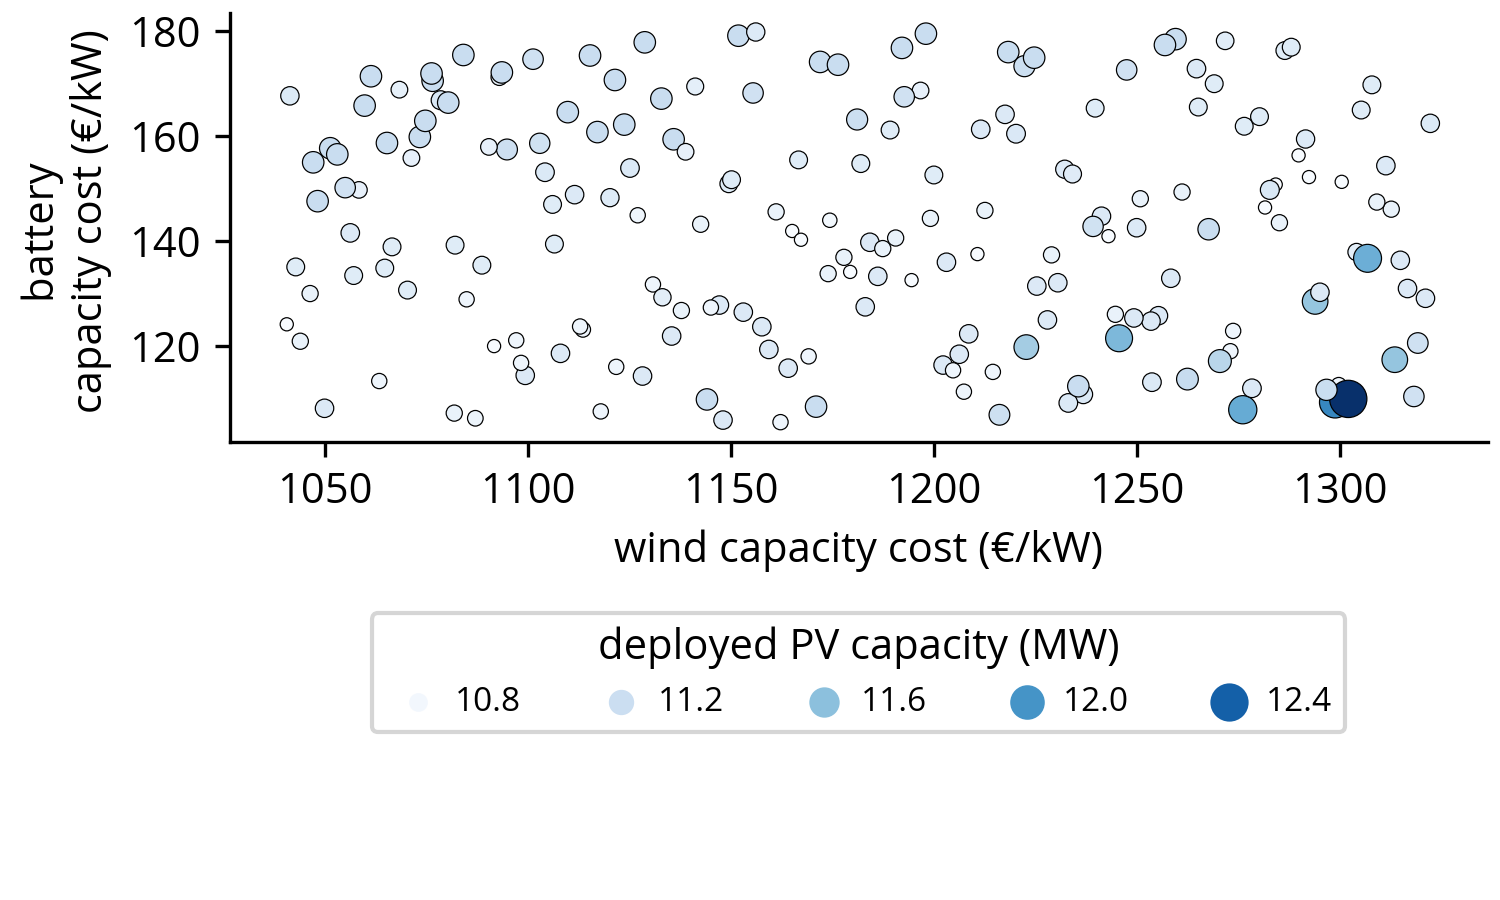 battery
capacity cost (€/kW)
180
160
140
120
1050 1100 1150 1200 1250 1300
wind capacity cost (€/kW)
deployed PV capacity (MW)
10.8 11.2 11.6 12.0 12.4